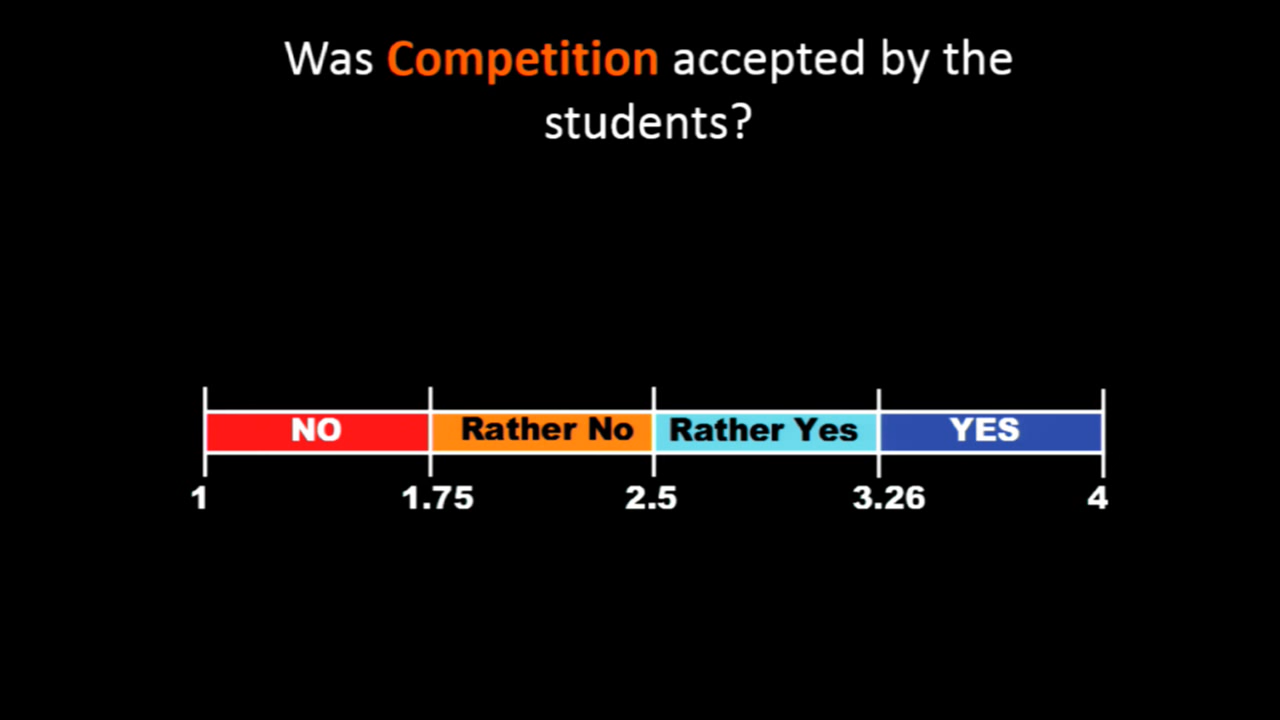 Was Competition accepted by the
students?
NO Rather No Rather Yes YES
1 1.75 2.5 3.26 4